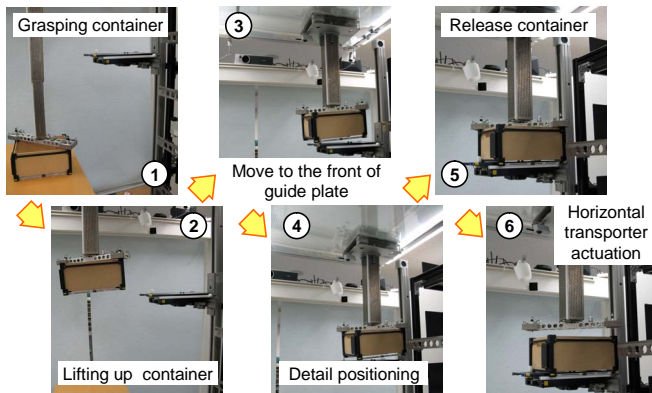 Grasping container
1
2
Lifting up container
3
Move to the front of
guide plate
4
Detail positioning
Release container
5
6
Horizontal
transporter
actuation